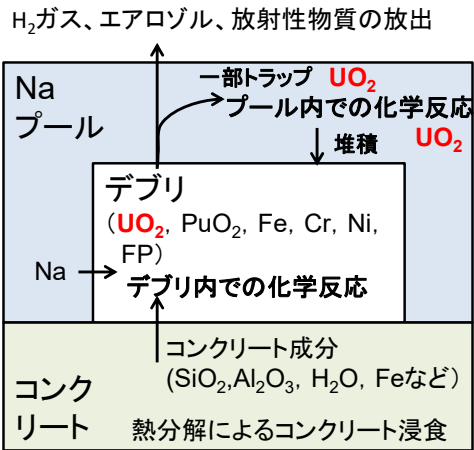 H₂ガス、エアロゾル、放射性物質の放出
Na
プール
一部トラップ UO₂
プール内での化学反応
堆積 UO₂
デブリ
(UO₂, PuO₂, Fe, Cr, Ni,
FP)
Na
デブリ内での化学反応
コンクリート成分
(SiO₂,Al₂O₃, H₂O, Feなど)
コンク
リート
熱分解によるコンクリート浸食